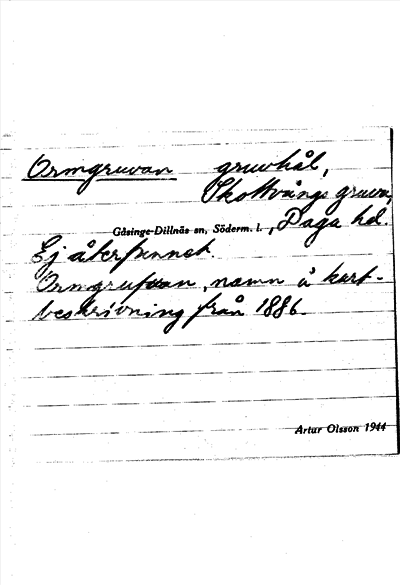 Ormgruvan gruvhål,
Skottvångs gruva,
Gåsinge-Dillnäs sn, Söderm. l., Daga hd.
Ej återfunnet.
Ormgrufvan, namn å kart-
beskrivning från 1886.
Artur Olsson 1944